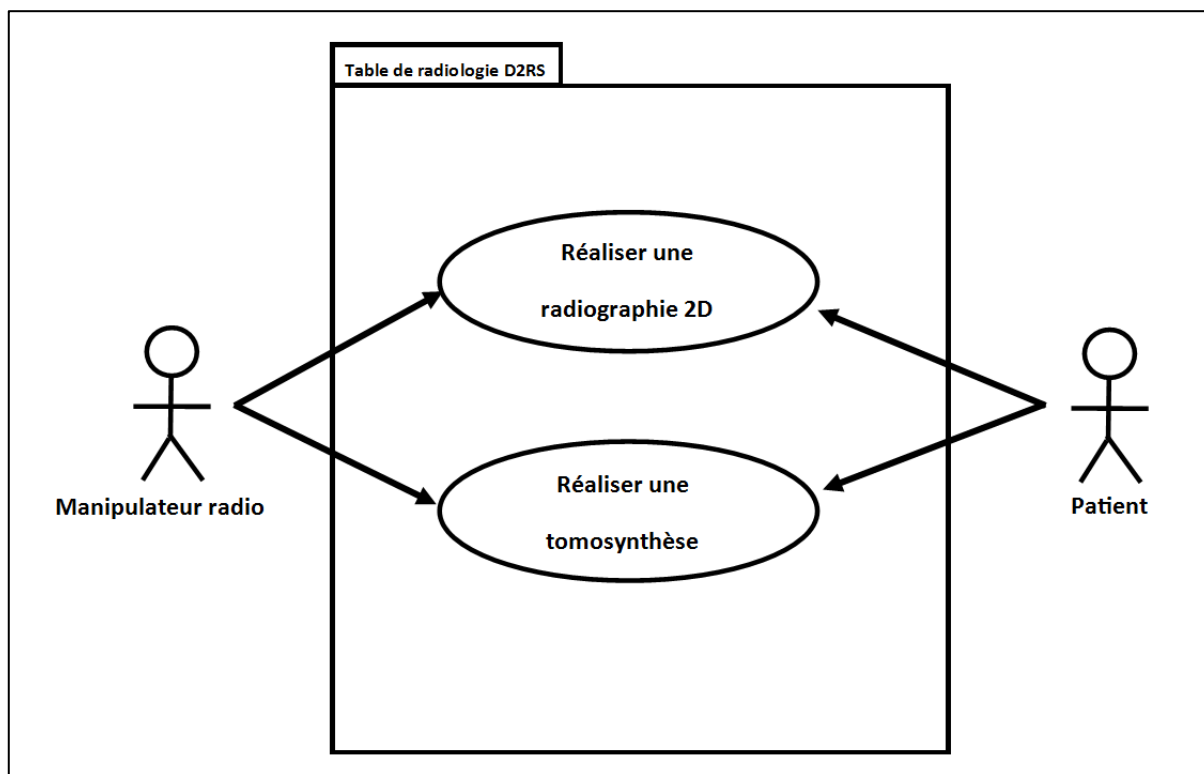 Table de radiologie D2RS
Réaliser une
radiographie 2D
Réaliser une
tomosynthèse
Manipulateur radio
Patient